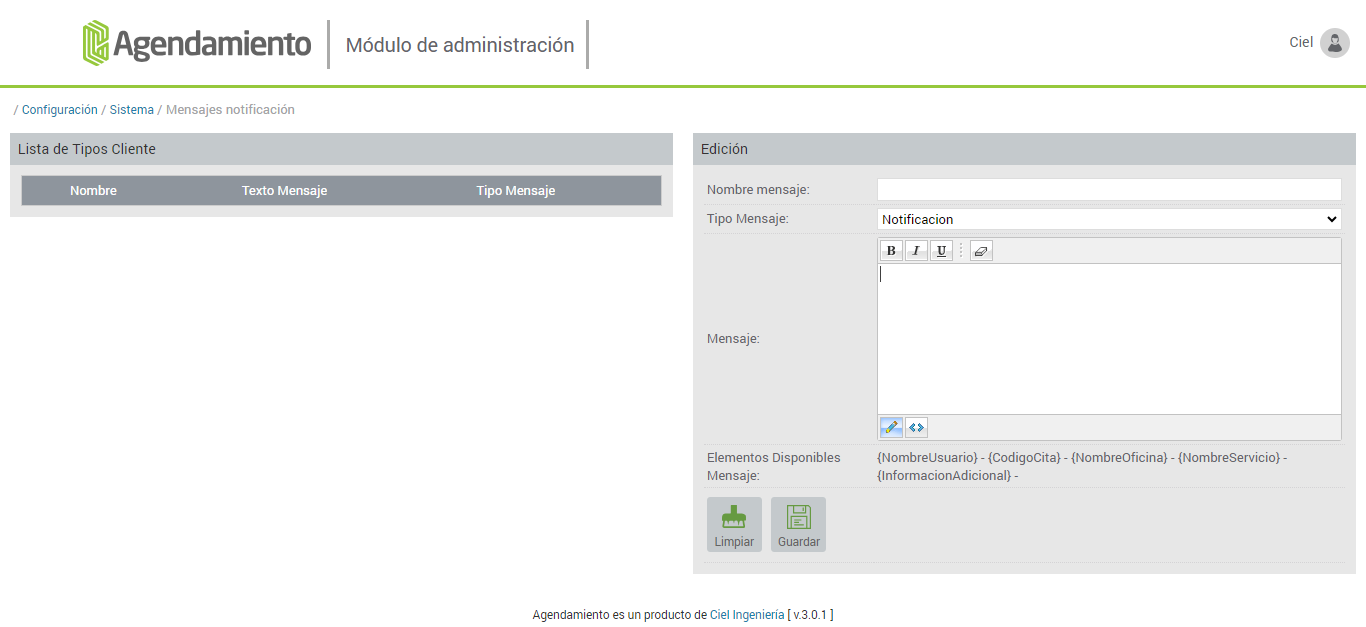 Agendamiento
Módulo de administración
Ciel
/ Configuración / Sistema / Mensajes notificación
Lista de Tipos Cliente
Nombre Texto Mensaje Tipo Mensaje
Edición
Nombre mensaje:
Tipo Mensaje: Notificacion
B I U
Mensaje:
Elementos Disponibles Mensaje:
{NombreUsuario} - {CodigoCita} - {NombreOficina} - {NombreServicio} -
{InformacionAdicional} -
Limpiar Guardar
Agendamiento es un producto de Ciel Ingeniería [ v.3.0.1 ]